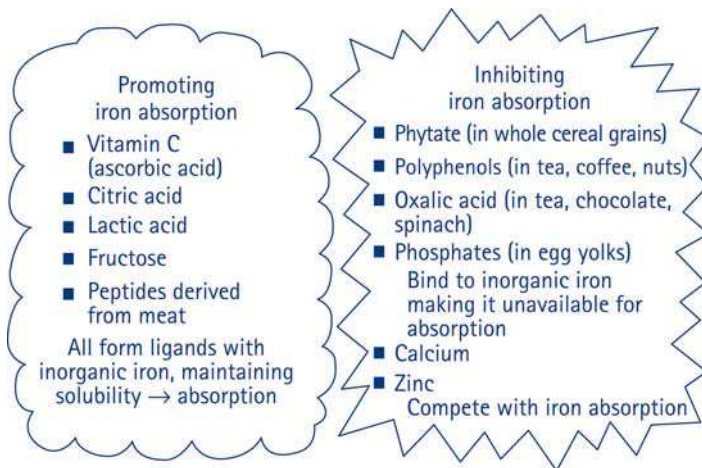 Promoting
iron absorption
■ Vitamin C
(ascorbic acid)
■ Citric acid
■ Lactic acid
■ Fructose
■ Peptides derived
from meat
All form ligands with
inorganic iron, maintaining
solubility → absorption
Inhibiting
iron absorption
■ Phytate (in whole cereal grains)
■ Polyphenols (in tea, coffee, nuts)
■ Oxalic acid (in tea, chocolate,
spinach)
■ Phosphates (in egg yolks)
Bind to inorganic iron
making it unavailable for
absorption
■ Calcium
■ Zinc
Compete with iron absorption